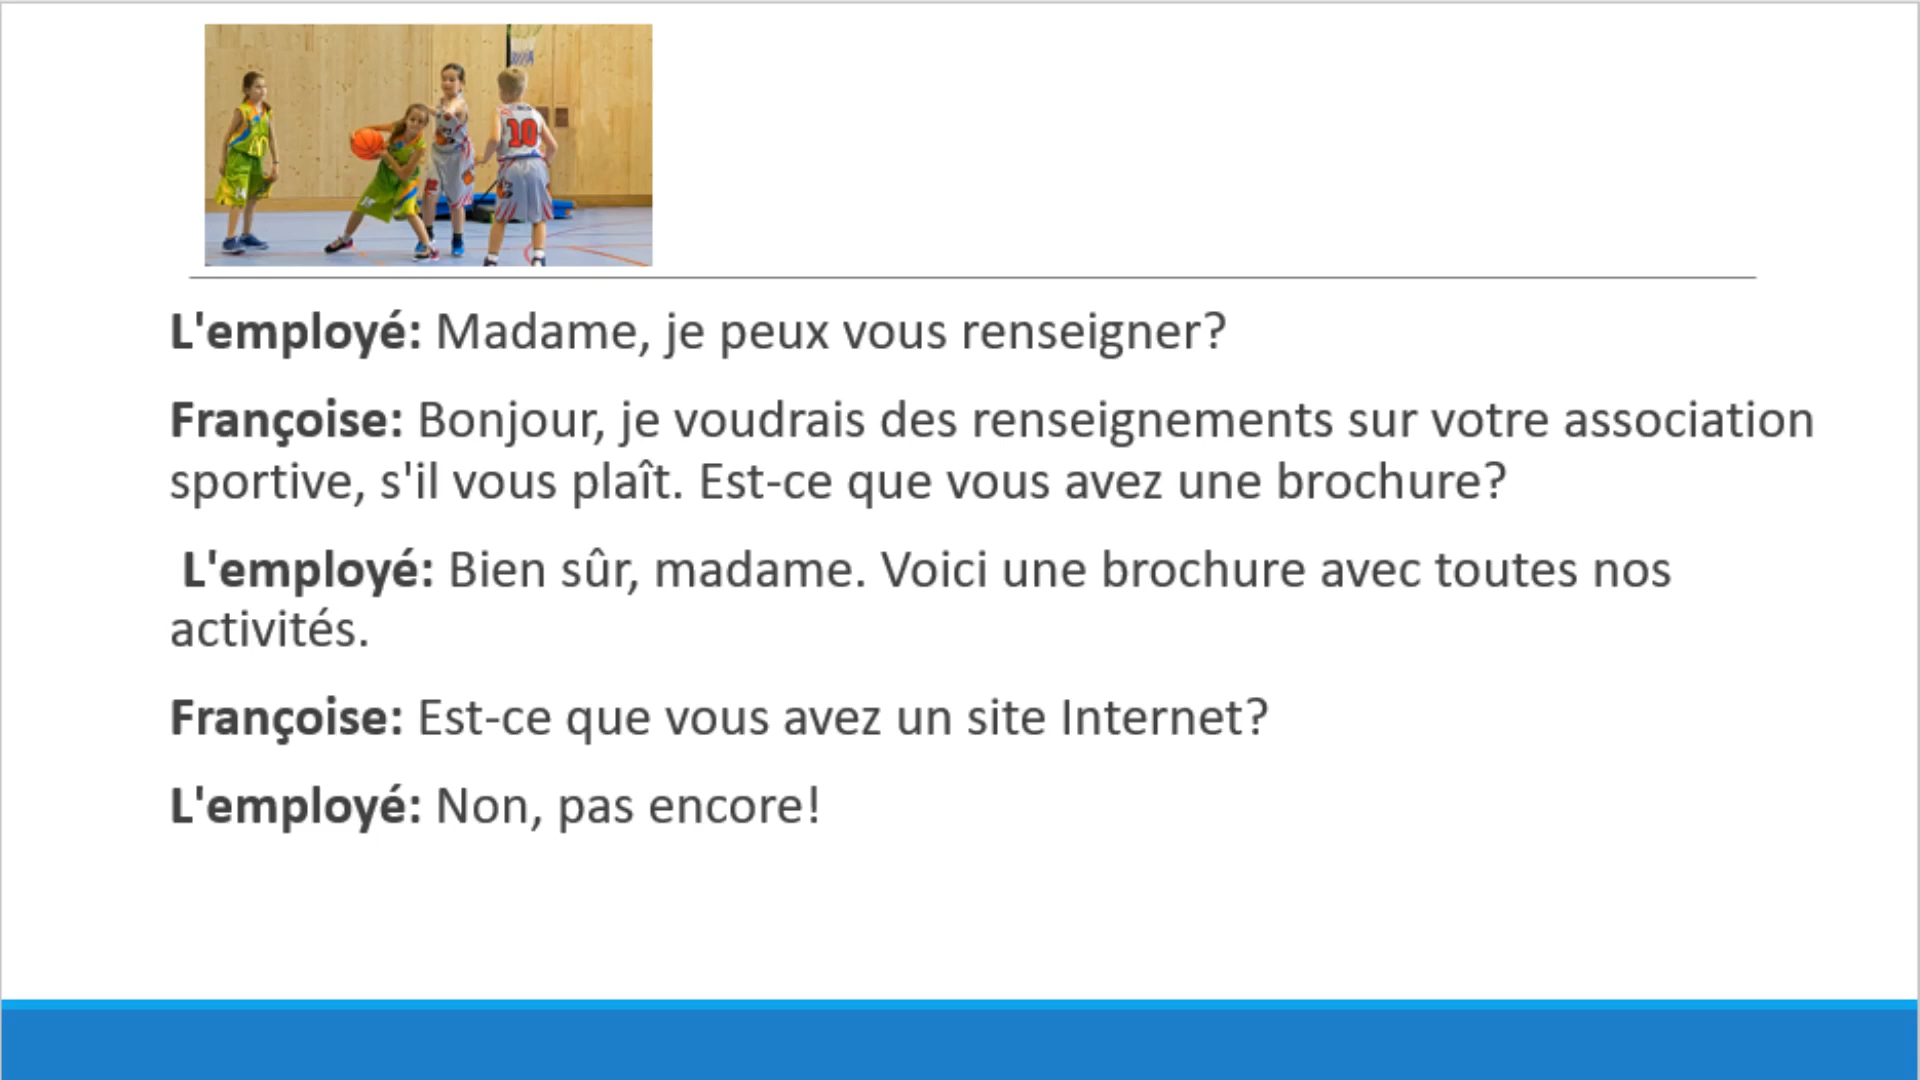 10
L'employé: Madame, je peux vous renseigner?
Françoise: Bonjour, je voudrais des renseignements sur votre association
sportive, s'il vous plaît. Est-ce que vous avez une brochure?
L'employé: Bien sûr, madame. Voici une brochure avec toutes nos
activités.
Françoise: Est-ce que vous avez un site Internet?
L'employé: Non, pas encore!